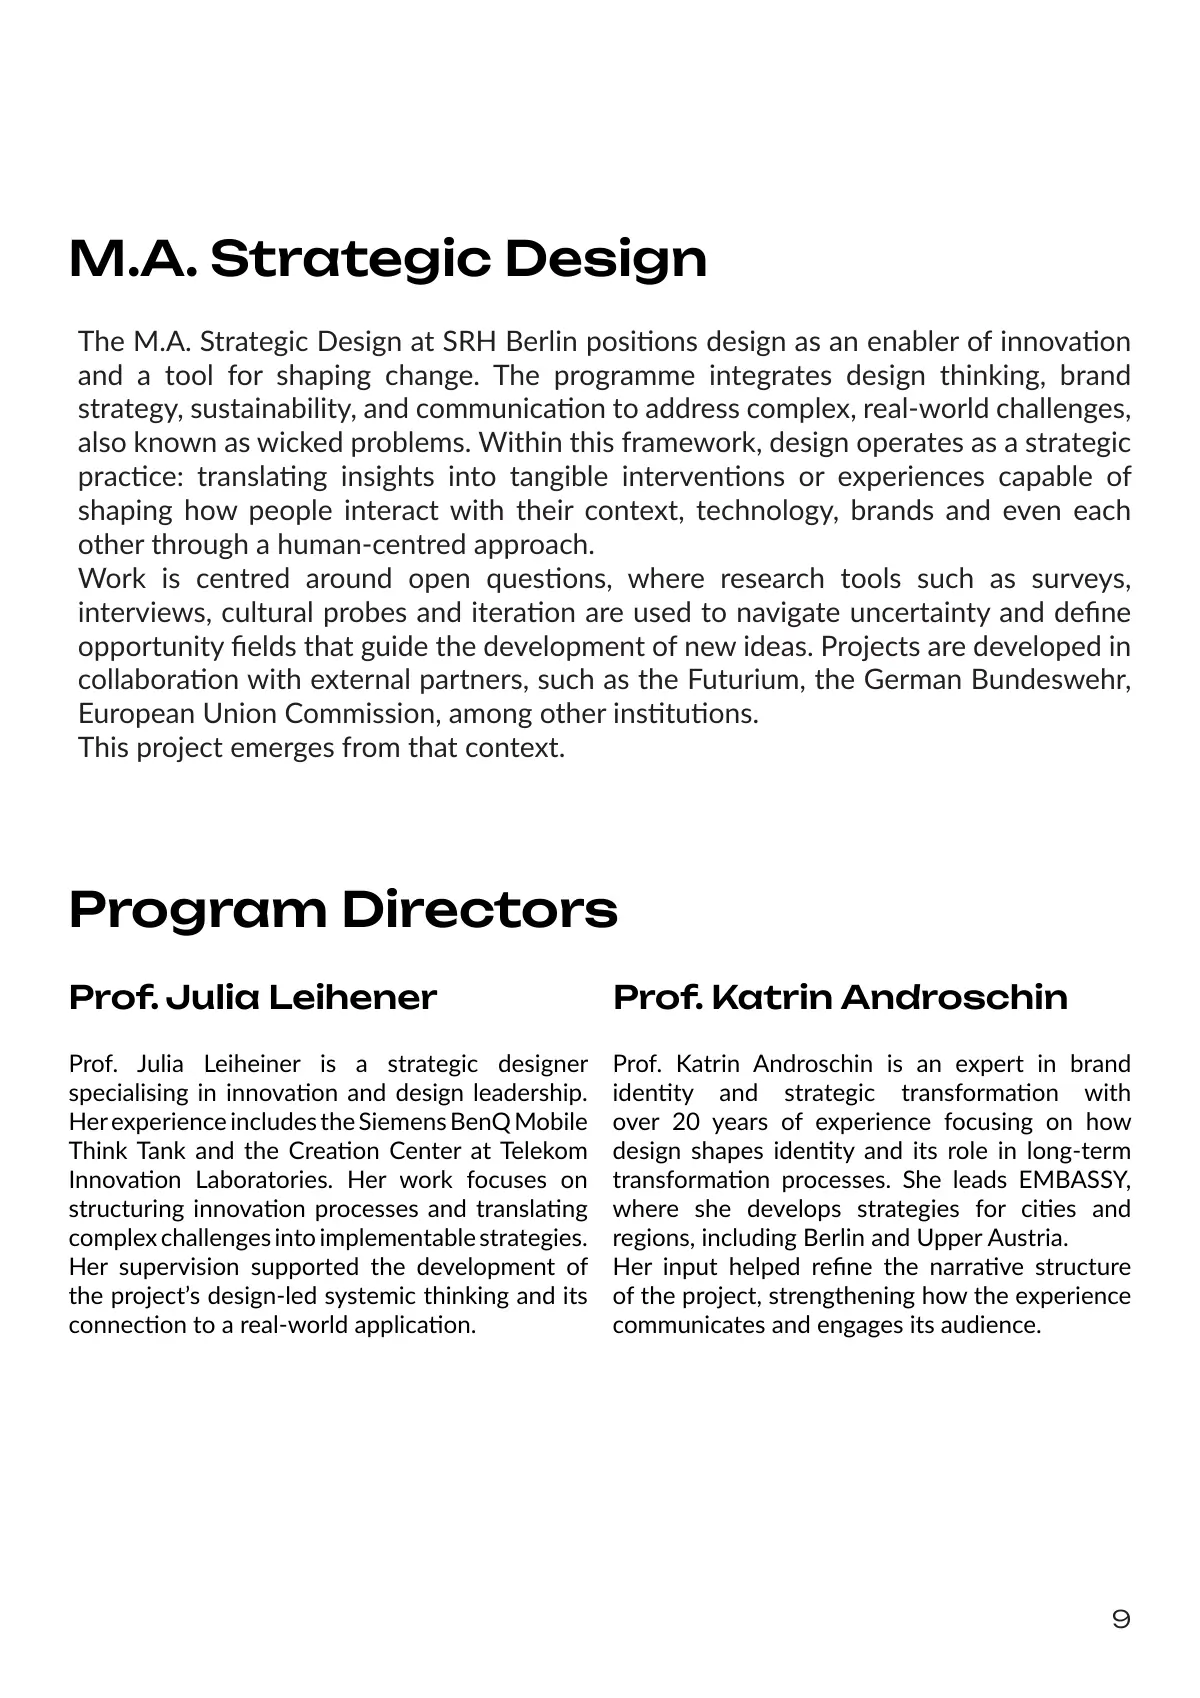 M.A. Strategic Design
The M.A. Strategic Design at SRH Berlin positions design as an enabler of innovation
and a tool for shaping change. The programme integrates design thinking, brand
strategy, sustainability, and communication to address complex, real-world challenges,
also known as wicked problems. Within this framework, design operates as a strategic
practice: translating insights into tangible interventions or experiences capable of
shaping how people interact with their context, technology, brands and even each
other through a human-centred approach.
Work is centred around open questions, where research tools such as surveys,
interviews, cultural probes and iteration are used to navigate uncertainty and define
opportunity fields that guide the development of new ideas. Projects are developed in
collaboration with external partners, such as the Futurium, the German Bundeswehr,
European Union Commission, among other institutions.
This project emerges from that context.
Program Directors
Prof. Julia Leihener
Prof. Julia Leiheiner is a strategic designer
specialising in innovation and design leadership.
Her experience includes the Siemens BenQ Mobile
Think Tank and the Creation Center at Telekom
Innovation Laboratories. Her work focuses on
structuring innovation processes and translating
complex challenges into implementable strategies.
Her supervision supported the development of
the project's design-led systemic thinking and its
connection to a real-world application.
Prof. Katrin Androschin
Prof. Katrin Androschin is an expert in brand
identity and strategic transformation with
over 20 years of experience focusing on how
design shapes identity and its role in long-term
transformation processes. She leads EMBASSY,
where she develops strategies for cities and
regions, including Berlin and Upper Austria.
Her input helped refine the narrative structure
of the project, strengthening how the experience
communicates and engages its audience.
9